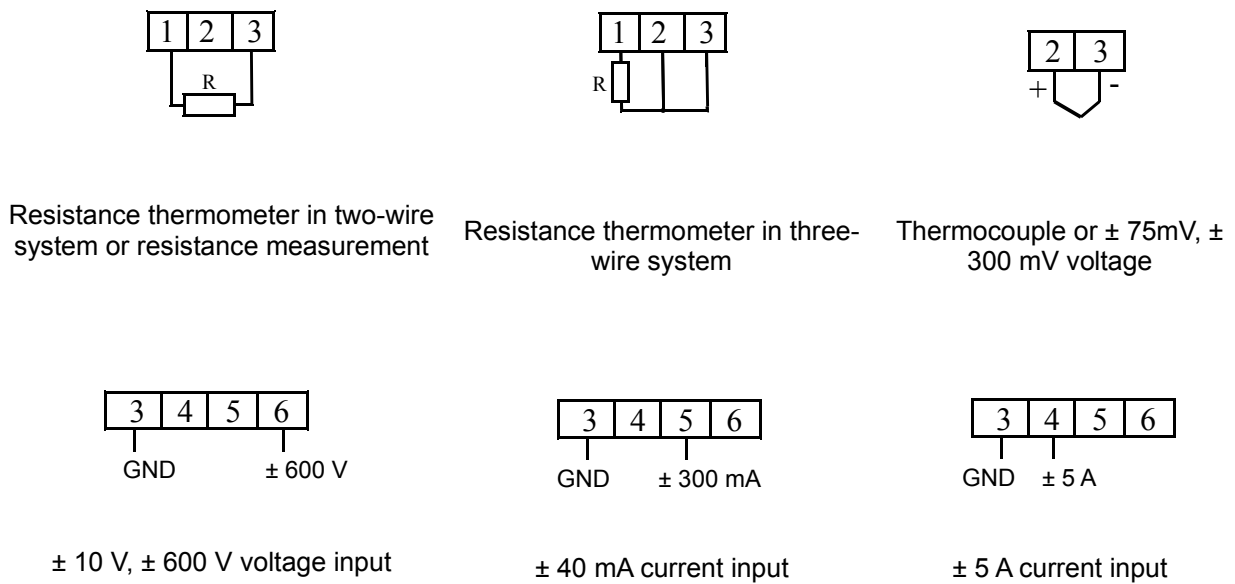 1 2 3
R
Resistance thermometer in two-wire
system or resistance measurement
1 2 3
R
Resistance thermometer in three-
wire system
2 3
+ -
Thermocouple or ± 75mV, ±
300 mV voltage
3 4 5 6
GND ± 600 V
± 10 V, ± 600 V voltage input
3 4 5 6
GND ± 300 mA
± 40 mA current input
3 4 5 6
GND ± 5 A
± 5 A current input